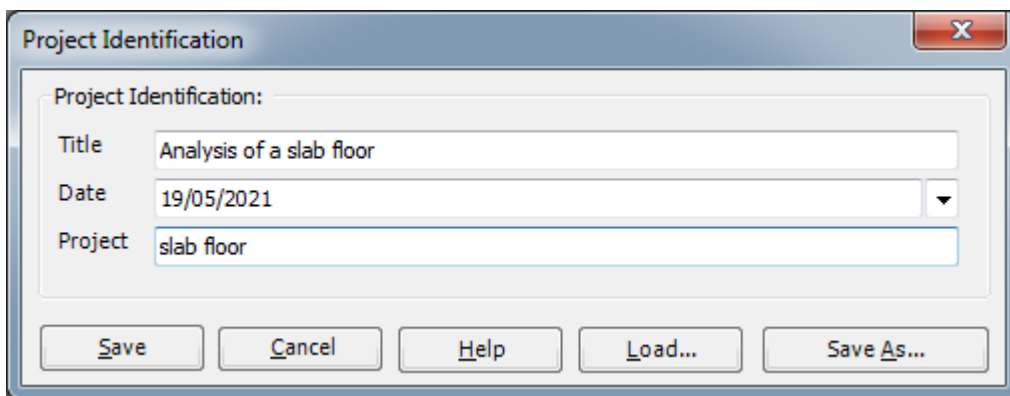 Project Identification
Project Identification:
Title
Analysis of a slab floor
Date
19/05/2021
Project
slab floor
Save
Cancel
Help
Load...
Save As...